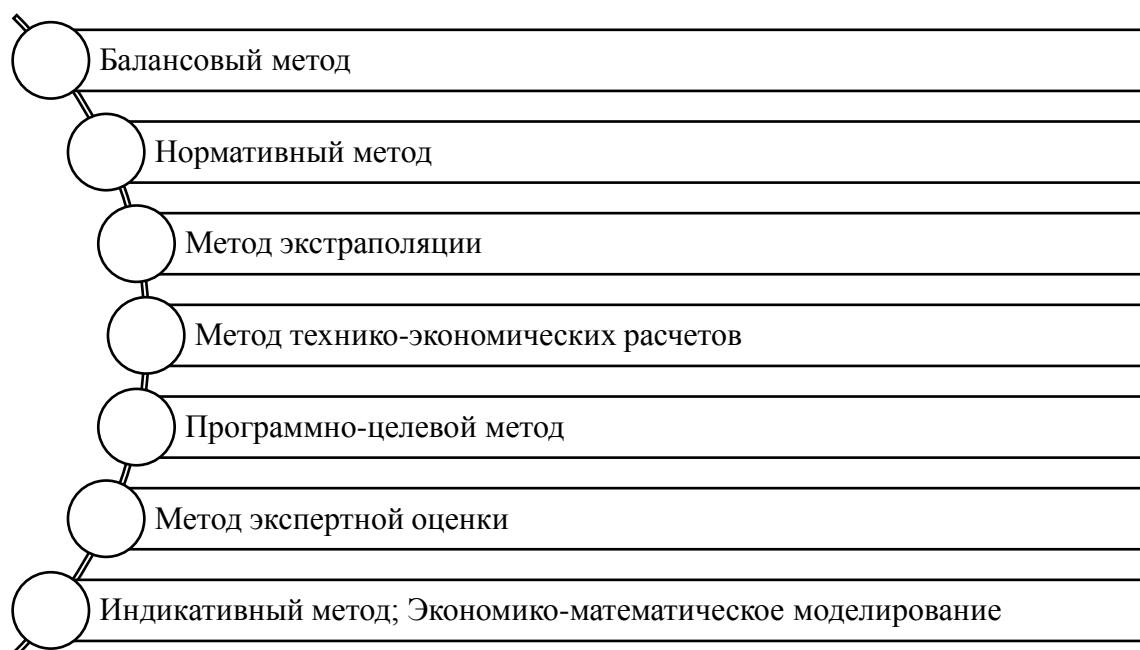 Балансовый метод
Нормативный метод
Метод экстраполяции
Метод технико-экономических расчетов
Программно-целевой метод
Метод экспертной оценки
Индикативный метод; Экономико-математическое моделирование